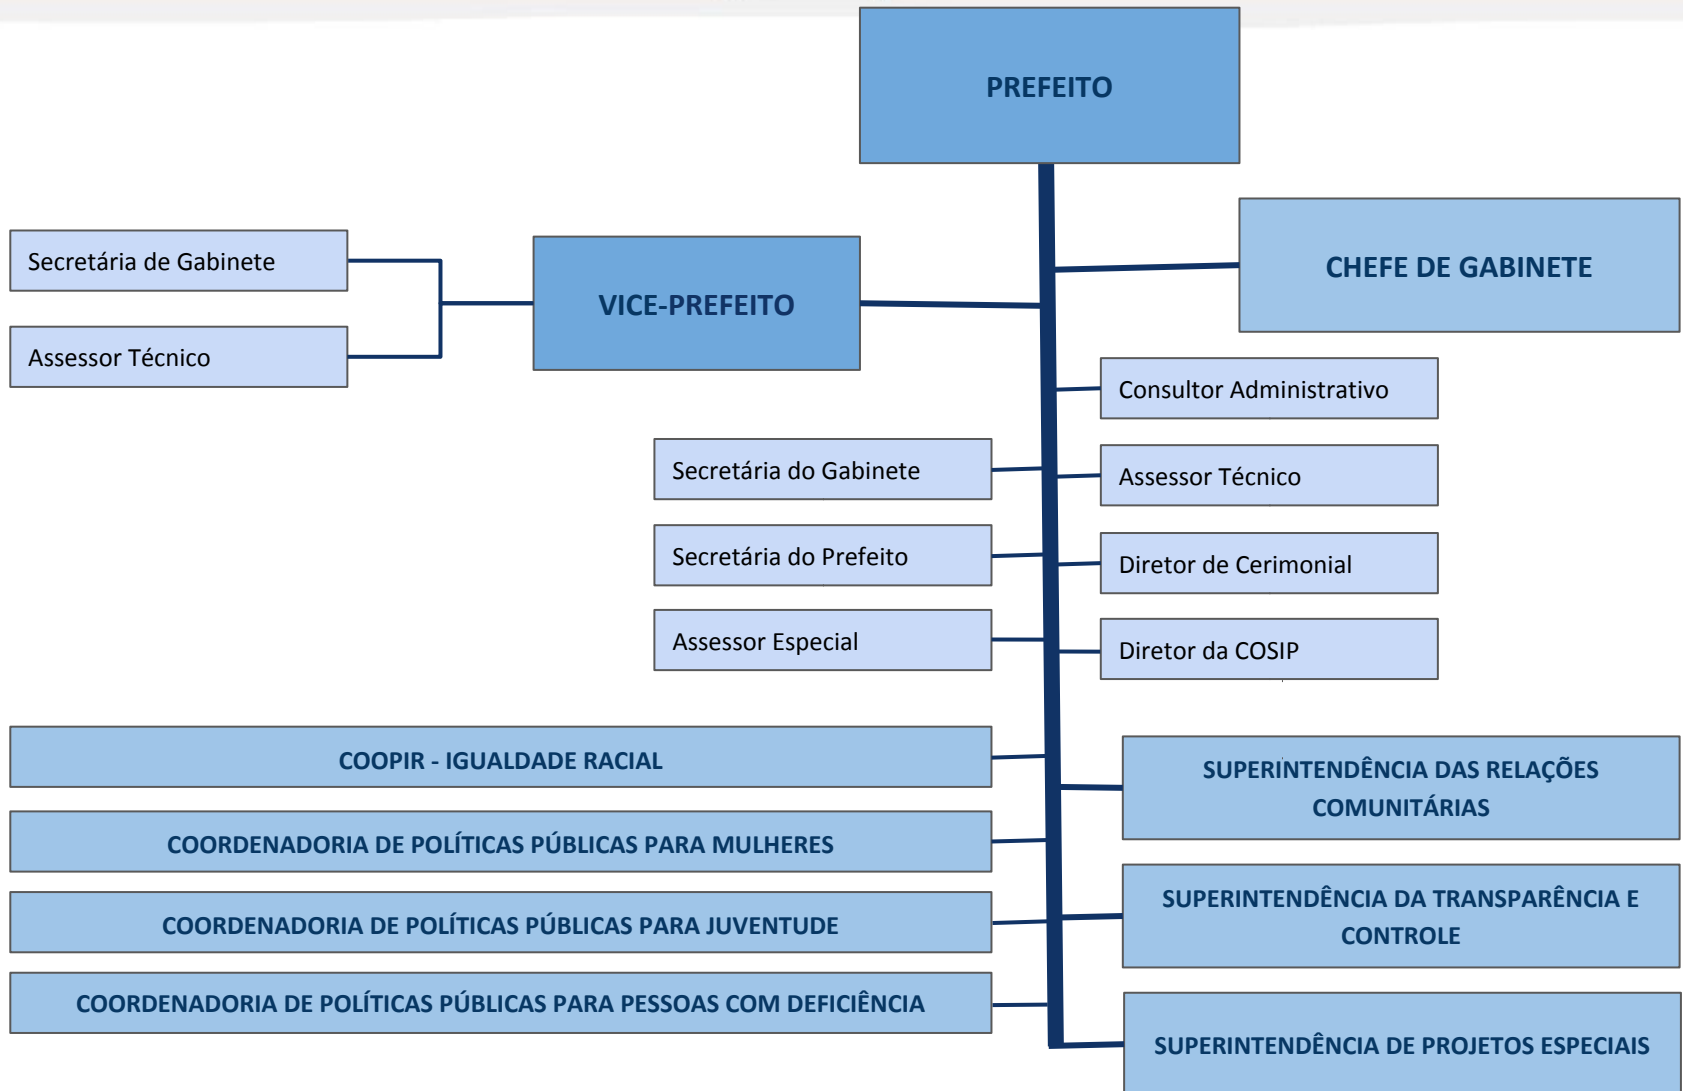 PREFEITO
CHEFE DE GABINETE
Secretária de Gabinete
VICE-PREFEITO
Assessor Técnico
Consultor Administrativo
Secretária do Gabinete
Assessor Técnico
Secretária do Prefeito
Diretor de Cerimonial
Assessor Especial
Diretor da COSIP
COOPIR - IGUALDADE RACIAL
SUPERINTENDÊNCIA DAS RELAÇÕES
COMUNITÁRIAS
COORDENADORIA DE POLÍTICAS PÚBLICAS PARA MULHERES
SUPERINTENDÊNCIA DA TRANSPARÊNCIA E
CONTROLE
COORDENADORIA DE POLÍTICAS PÚBLICAS PARA JUVENTUDE
COORDENADORIA DE POLÍTICAS PÚBLICAS PARA PESSOAS COM DEFICIÊNCIA
SUPERINTENDÊNCIA DE PROJETOS ESPECIAIS